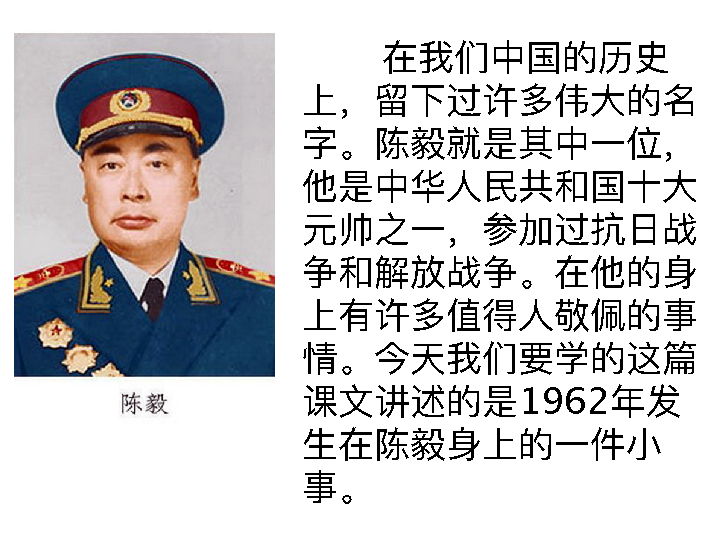 在我们中国的历史
上，留下过许多伟大的名
字。陈毅就是其中一位，
他是中华人民共和国十大
元帅之一，参加过抗日战
争和解放战争。在他的身
上有许多值得人敬佩的事
情。今天我们要学的这篇
课文讲述的是1962年发
生在陈毅身上的一件小
事。
陈毅